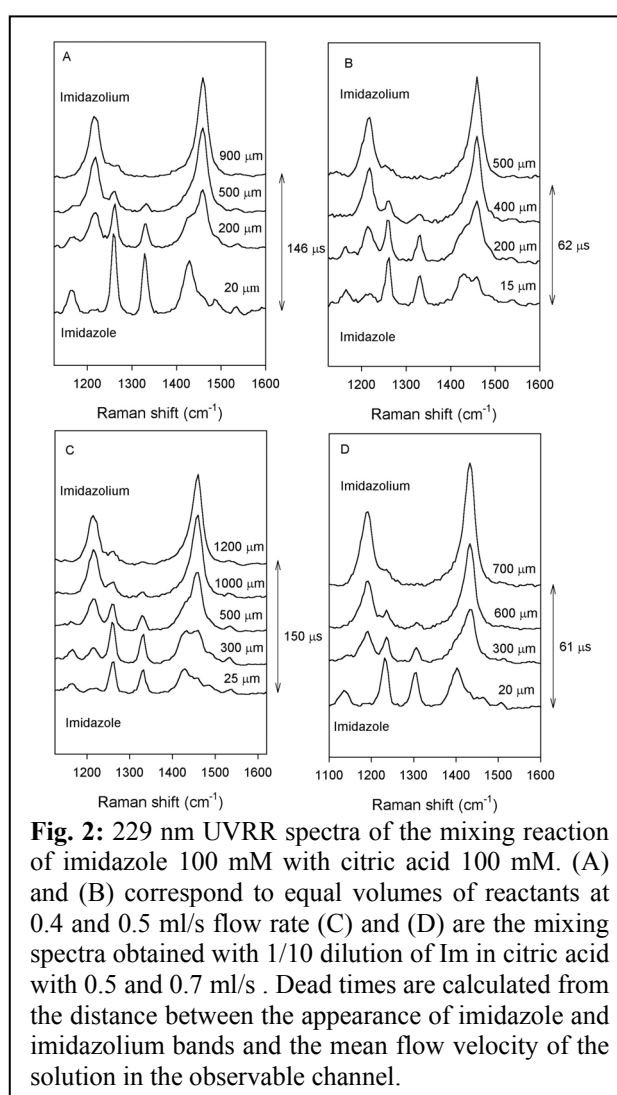 A
Imidazolium
900 µm
500 µm
200 µm
20 µm
146 µs
Imidazole
1200 1300 1400 1500 1600
Raman shift (cm⁻¹)
B
Imidazolium
500 µm
400 µm
200 µm
15 µm
62 µs
Imidazole
1200 1300 1400 1500 1600
Raman shift (cm⁻¹)
C
Imidazolium
1200 µm
1000 µm
500 µm
300 µm
25 µm
150 µs
Imidazole
1200 1300 1400 1500 1600
Raman shift (cm⁻¹)
D
Imidazolium
700 µm
600 µm
300 µm
20 µm
61 µs
Imidazole
1100 1200 1300 1400 1500 1600
Raman shift (cm⁻¹)
Fig. 2: 229 nm UVRR spectra of the mixing reaction
of imidazole 100 mM with citric acid 100 mM. (A)
and (B) correspond to equal volumes of reactants at
0.4 and 0.5 ml/s flow rate (C) and (D) are the mixing
spectra obtained with 1/10 dilution of Im in citric acid
with 0.5 and 0.7 ml/s . Dead times are calculated from
the distance between the appearance of imidazole and
imidazolium bands and the mean flow velocity of the
solution in the observable channel.